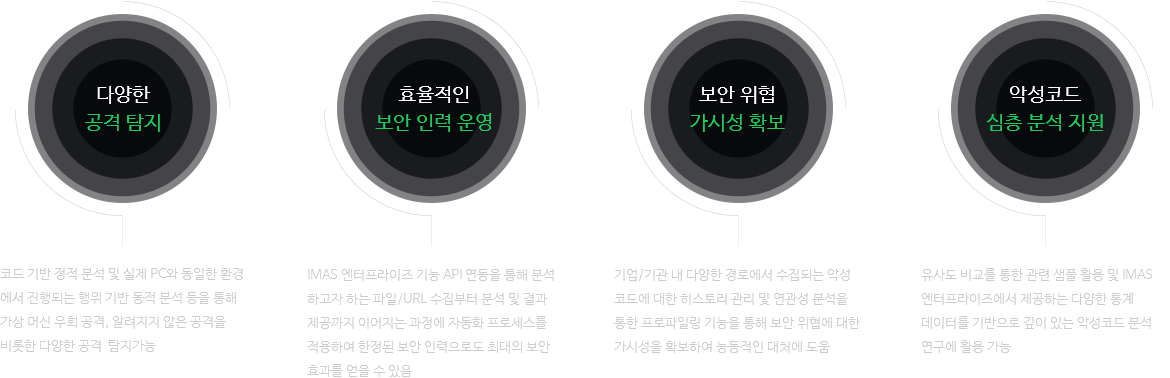 다양한
공격 탐지
코드 기반 정적 분석 및 실제 PC와 동일한 환경
에서 진행되는 행위 기반 동적 분석 등을 통해
가상 머신 우회 공격, 알려지지 않은 공격을
비롯한 다양한 공격 탐지가능
효율적인
보안 인력 운영
IMAS 엔터프라이즈 기능 API 연동을 통해 분석
하고자 하는 파일/URL 수집부터 분석 및 결과
제공까지 이어지는 과정에 자동화 프로세스를
적용하여 한정된 보안 인력으로도 최대의 보안
효과를 얻을 수 있음
보안 위협
가시성 확보
기업/기관 내 다양한 경로에서 수집되는 악성
코드에 대한 히스토리 관리 및 연관성 분석을
통한 프로파일링 기능을 통해 보안 위협에 대한
가시성을 확보하여 능동적인 대처에 도움
악성코드
심층 분석 지원
유사도 비교를 통한 관련 샘플 활용 및 IMAS
엔터프라이즈에서 제공하는 다양한 통계
데이터를 기반으로 깊이 있는 악성코드 분석
연구에 활용 가능